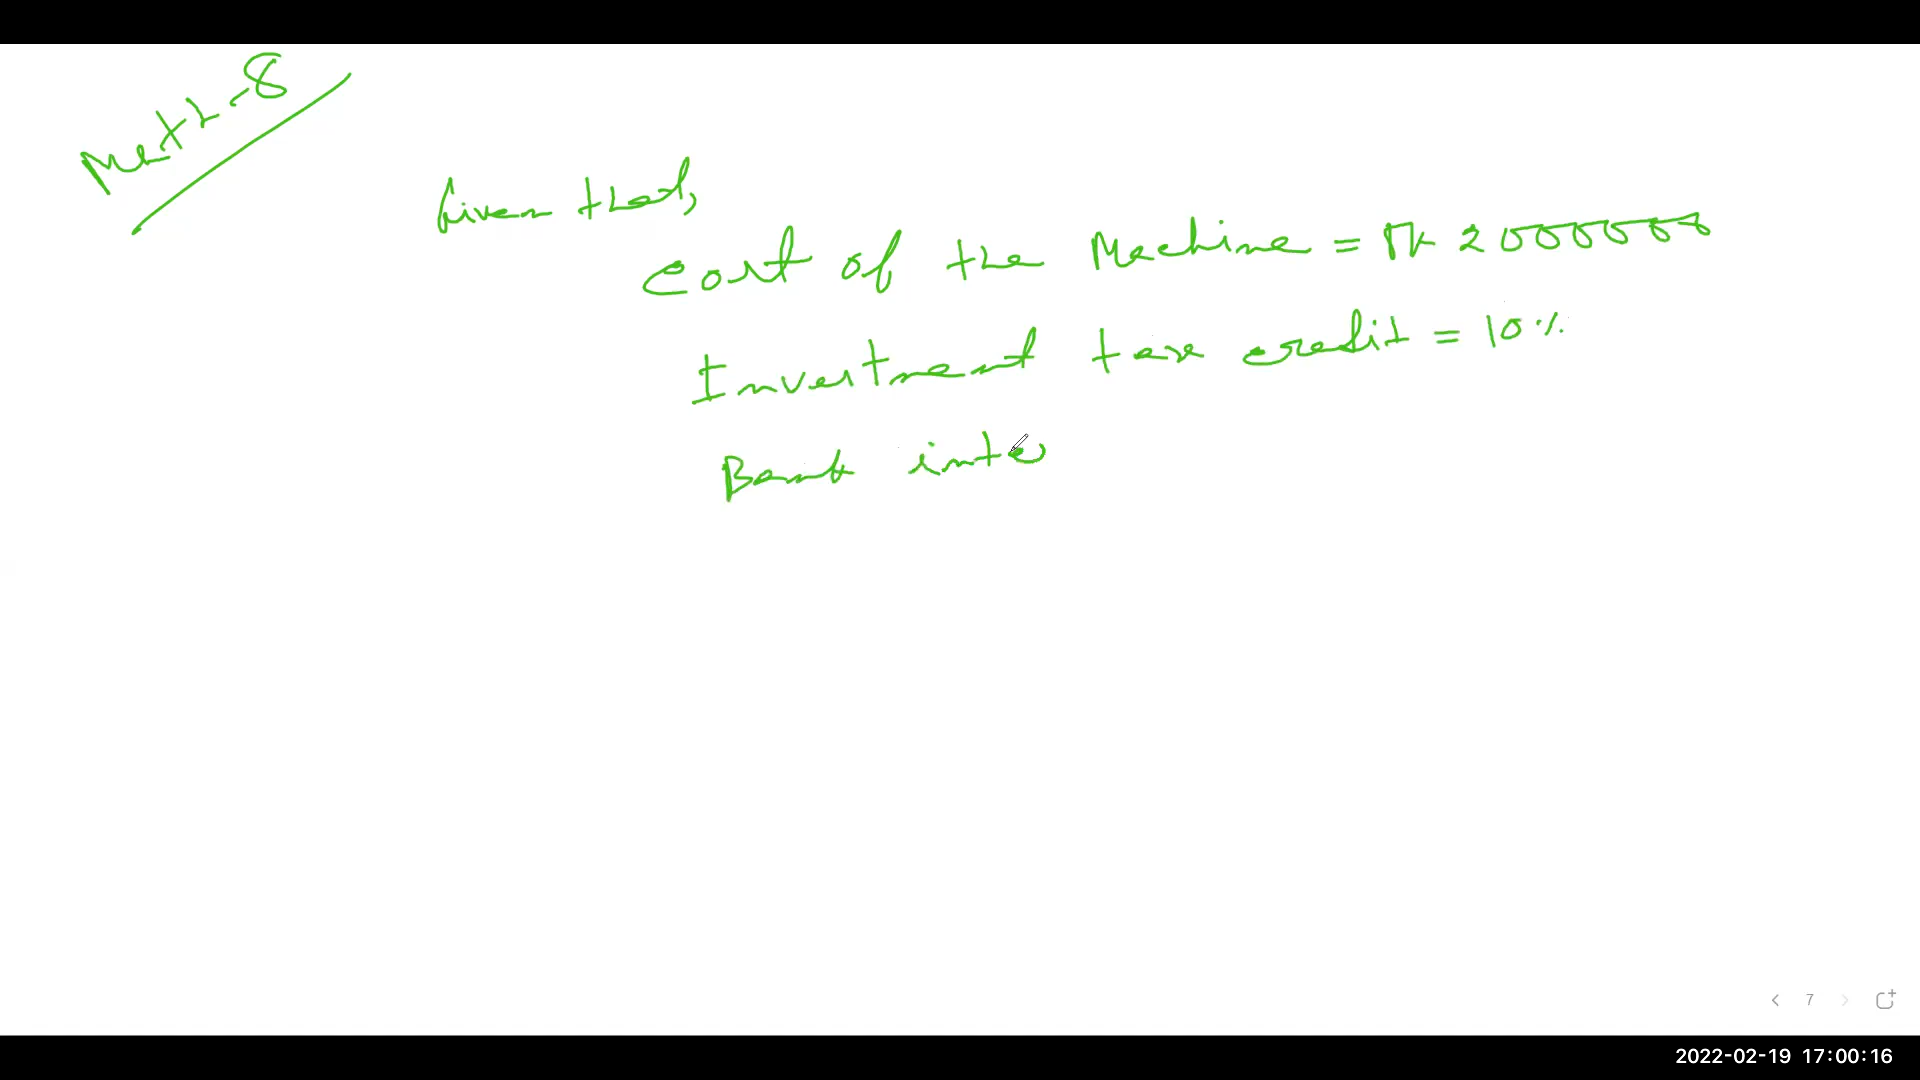 Math-8
Given that,
Cost of the Machine = Tk 2000000
Investment tax credit = 10%
Bank inte
7
2022-02-19 17:00:16